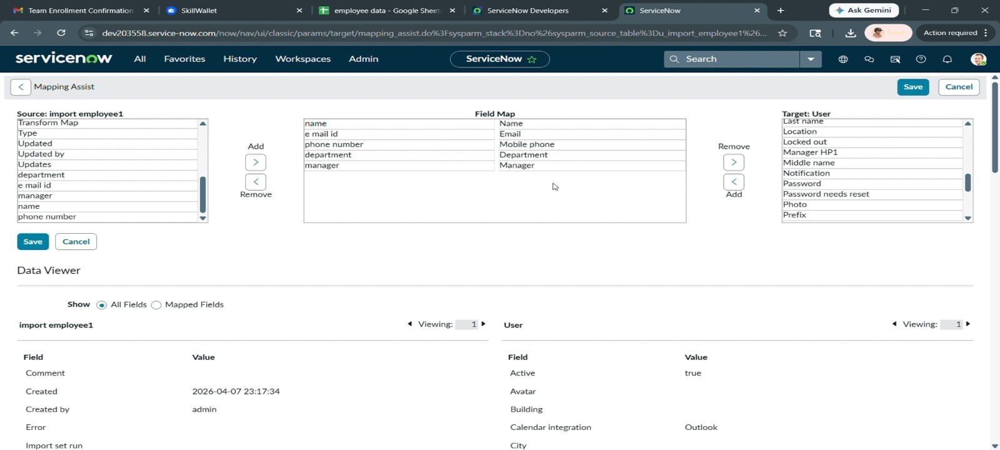 Team Enrollment Confirmation
SkillWallet
employee data - Google Sheet
ServiceNow Developers
ServiceNow
Ask Gemini
dev203558.service-now.com/now/nav/ui/classic/params/target/mapping_assist.do%3Fsysparm_stack%3Dno%26sysparm_source_table%3Du_import_employee1%26...
Error
Action required
servicenow
All
Favorites
History
Workspaces
Admin
ServiceNow
Search
Mapping Assist
Save
Cancel
Source: import employee1
Transform Map
Type
Updated
Updated by
Updates
department
e mail id
manager
name
phone number
Add
Remove
Field Map
name Name
e mail id Email
phone number Mobile phone
department Department
manager Manager
Remove
Add
Target: User
Last name
Location
Locked out
Manager HP1
Middle name
Notification
Password
Password needs reset
Photo
Prefix
Save
Cancel
Data Viewer
Show All Fields Mapped Fields
import employee1 Viewing: 1
User Viewing: 1
Field Value
Comment
Created 2026-04-07 23:17:34
Created by admin
Error
Import set run
Field Value
Active true
Avatar
Building
Calendar integration Outlook
City